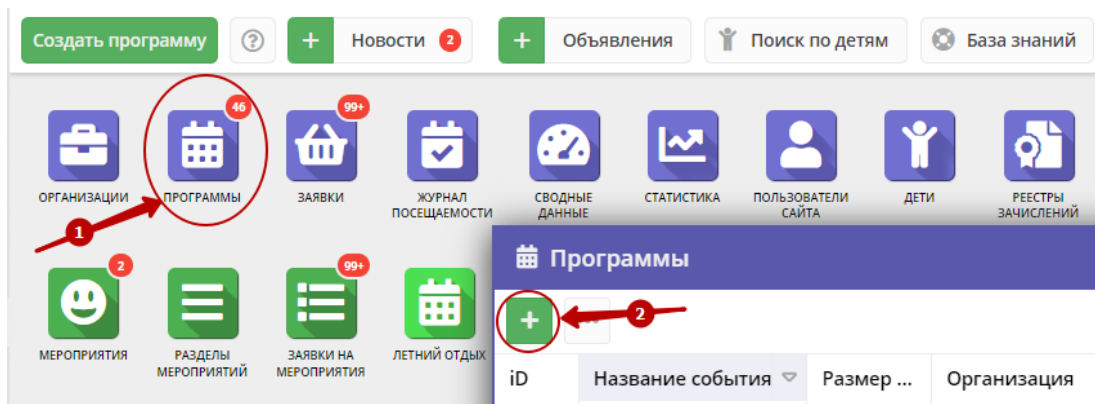 Создать программу ? + Новости 2 + Объявления Поиск по детям База знаний
46 99+
ОРГАНИЗАЦИИ ПРОГРАММЫ ЗАЯВКИ ЖУРНАЛ ПОСЕЩАЕМОСТИ СВОДНЫЕ ДАННЫЕ СТАТИСТИКА ПОЛЬЗОВАТЕЛИ САЙТА ДЕТИ РЕЕСТРЫ ЗАЧИСЛЕНИЙ
1
2 99+
МЕРОПРИЯТИЯ РАЗДЕЛЫ МЕРОПРИЯТИЙ ЗАЯВКИ НА МЕРОПРИЯТИЯ ЛЕТНИЙ ОТДЫХ
Программы
+ 2
iD Название события Размер ... Организация